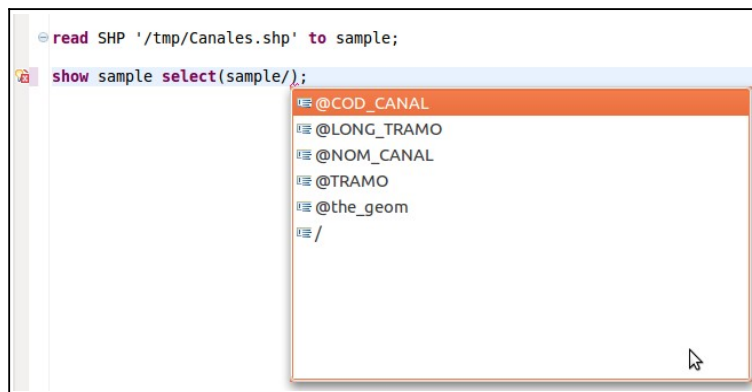 read SHP '/tmp/Canales.shp' to sample;
show sample select(sample/);
@COD_CANAL
@LONG_TRAMO
@NOM_CANAL
@TRAMO
@the_geom
/